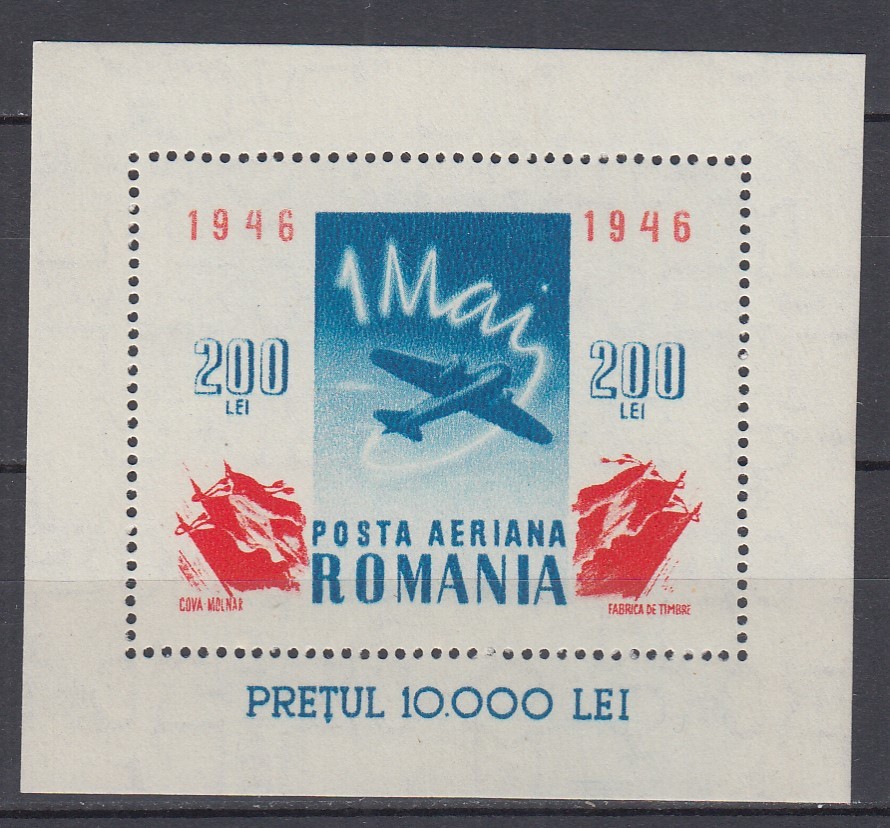 1946 1946
1 Mai
200 200
LEI LEI
POSTA AERIANA
ROMANIA
COVA-MOLNAR FABRICA DE TIMBRE
PREȚUL 10.000 LEI